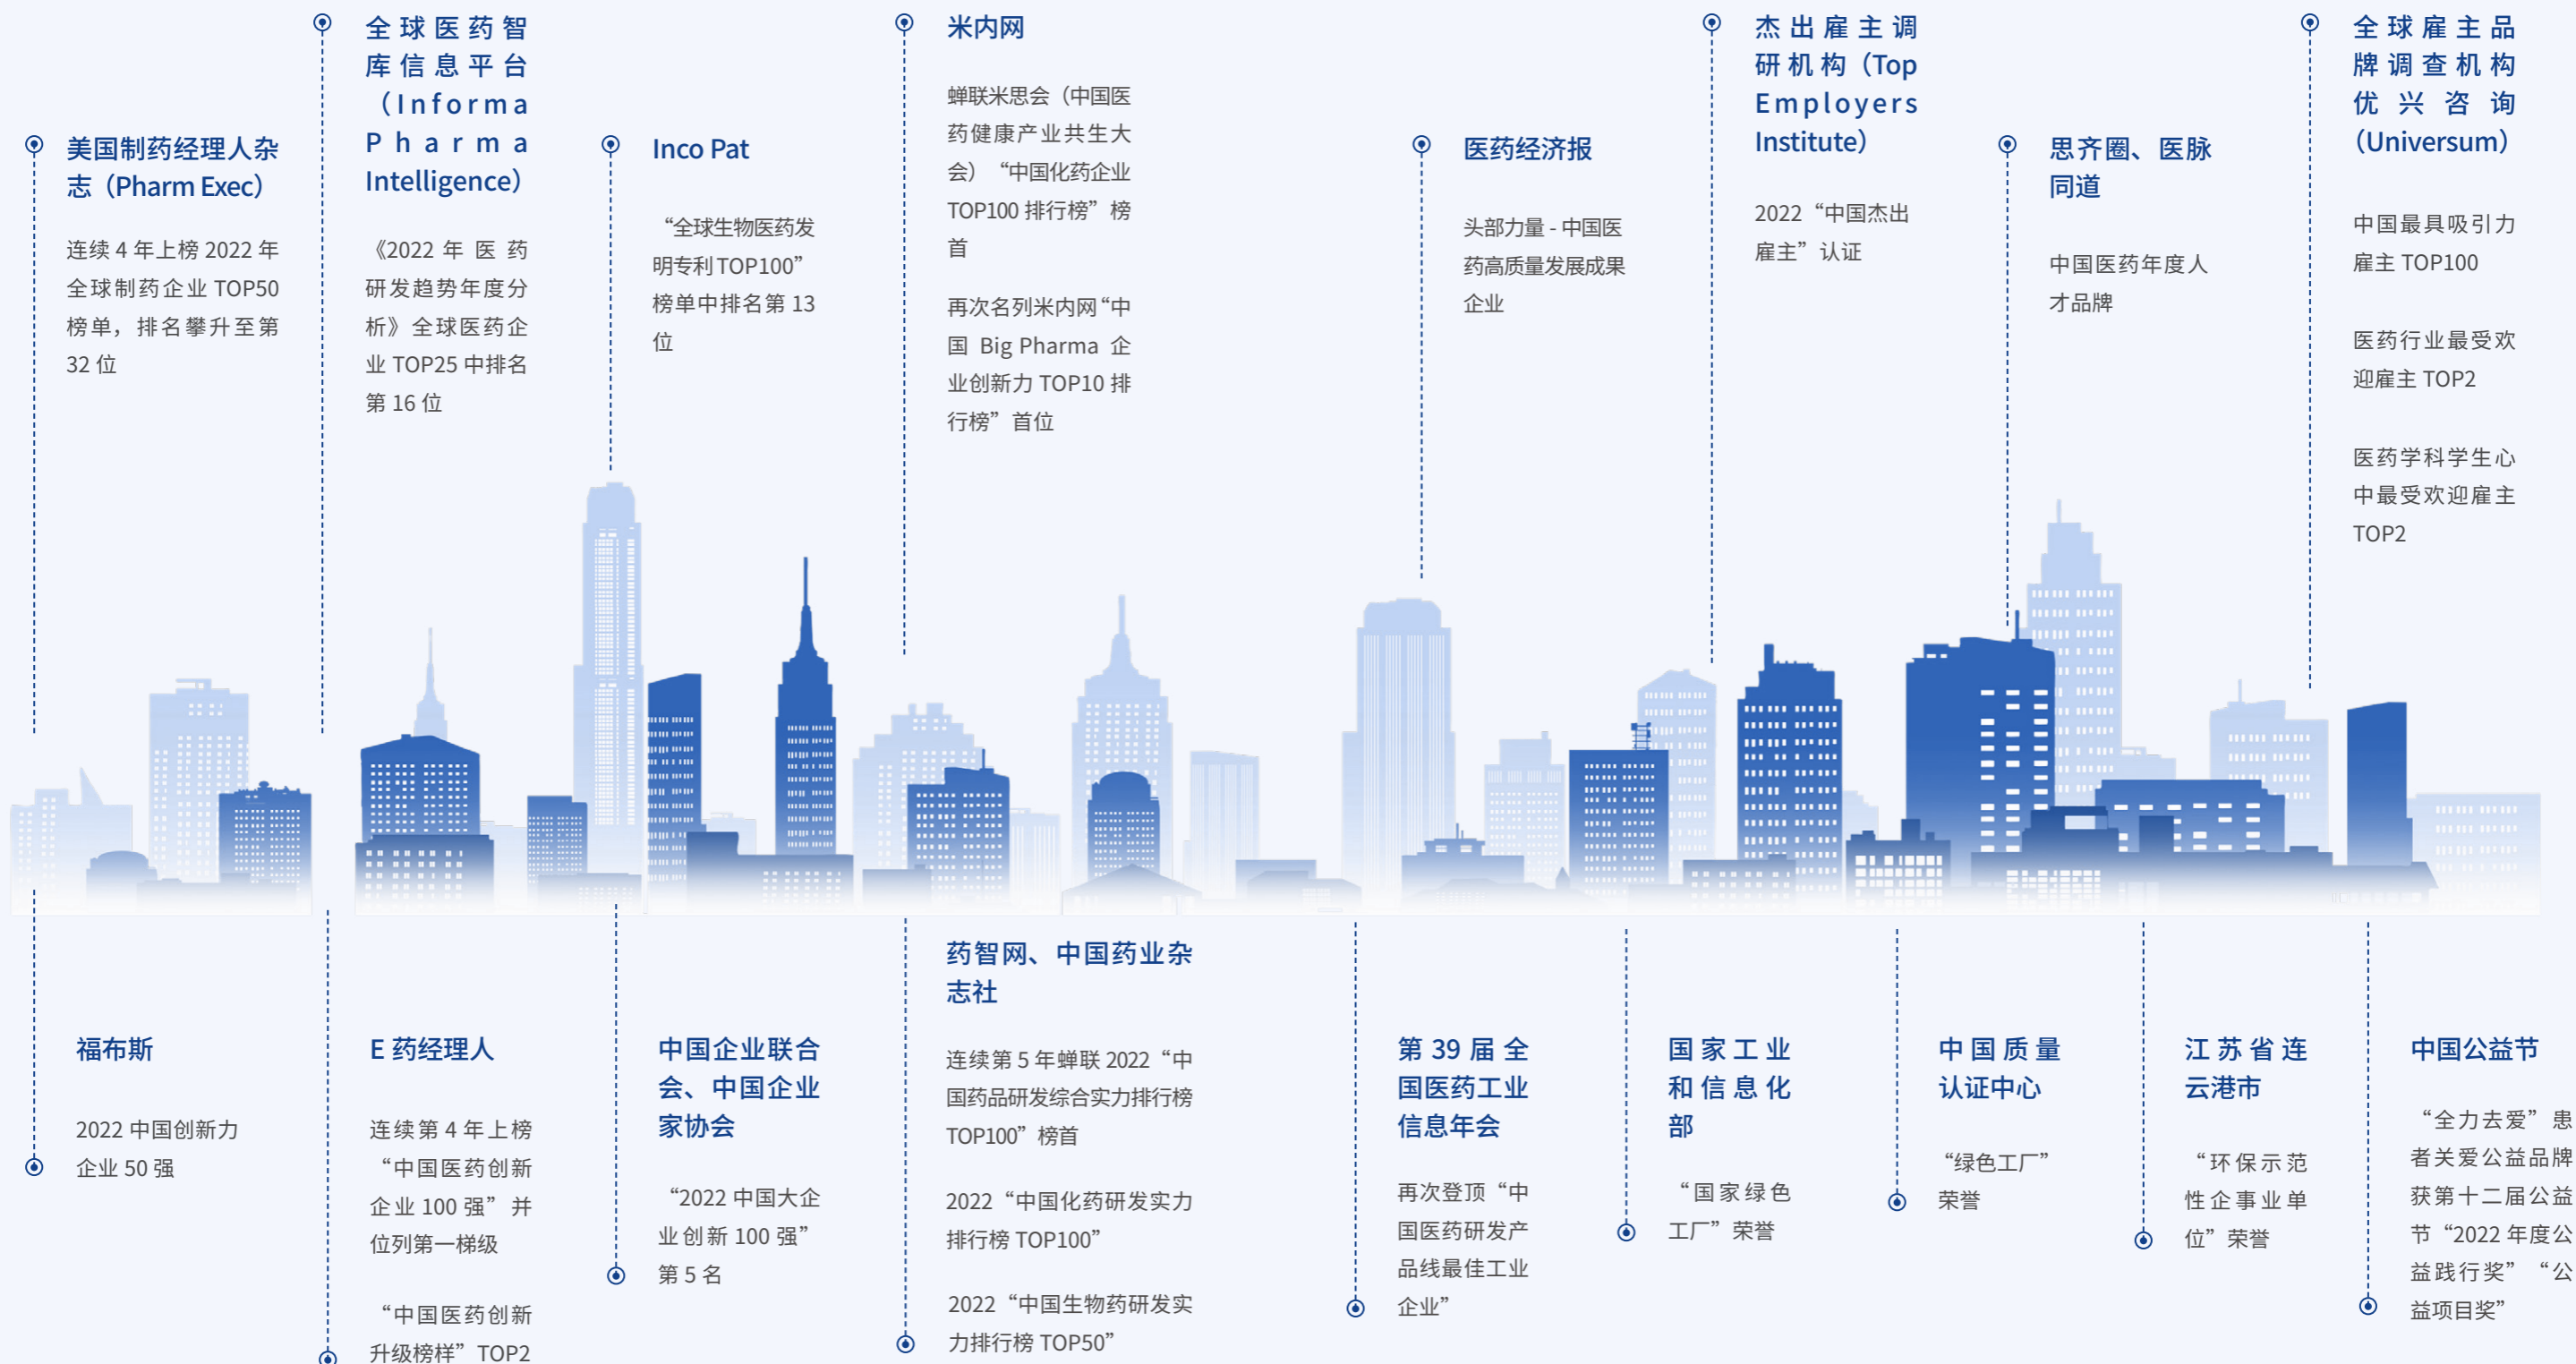 美国制药经理人杂
志（Pharm Exec）
连续 4 年上榜 2022 年
全球制药企业 TOP50
榜单，排名攀升至第
32 位
全球医药智
库信息平台
（Informa
Pharma
Intelligence）
《2022 年 医 药
研发趋势年度分
析》全球医药企
业 TOP25 中排名
第 16 位
Inco Pat
“全球生物医药发
明专利 TOP100”
榜单中排名第 13
位
米内网
蝉联米思会（中国医
药健康产业共生大
会）“中国化药企业
TOP100 排行榜”榜
首
再次名列米内网“中
国 Big Pharma 企
业创新力 TOP10 排
行榜”首位
医药经济报
头部力量 - 中国医
药高质量发展成果
企业
杰出雇主调
研机构（Top
Employers
Institute）
2022“中国杰出
雇主”认证
思齐圈、医脉
同道
中国医药年度人
才品牌
全球雇主品
牌调查机构
优兴咨询
（Universum）
中国最具吸引力
雇主 TOP100
医药行业最受欢
迎雇主 TOP2
医药学科学生心
中最受欢迎雇主
TOP2
福布斯
2022 中国创新力
企业 50 强
E 药经理人
连续第 4 年上榜
“中国医药创新
企业 100 强”并
位列第一梯级
“中国医药创新
升级榜样”TOP2
中国企业联合
会、中国企业
家协会
“2022 中国大企
业创新 100 强”
第 5 名
药智网、中国药业杂
志社
连续第 5 年蝉联 2022“中
国药品研发综合实力排行榜
TOP100”榜首
2022“中国化药研发实力
排行榜 TOP100”
2022“中国生物药研发实
力排行榜 TOP50”
第 39 届全
国医药工业
信息年会
再次登顶“中
国医药研发产
品线最佳工业
企业”
国家工业
和信息化
部
“国家绿色
工厂”荣誉
中国质量
认证中心
“绿色工厂”
荣誉
江苏省连
云港市
“环保示范
性企事业单
位”荣誉
中国公益节
“全力去爱”患
者关爱公益品牌
获第十二届公益
节“2022 年度公
益践行奖”“公
益项目奖”